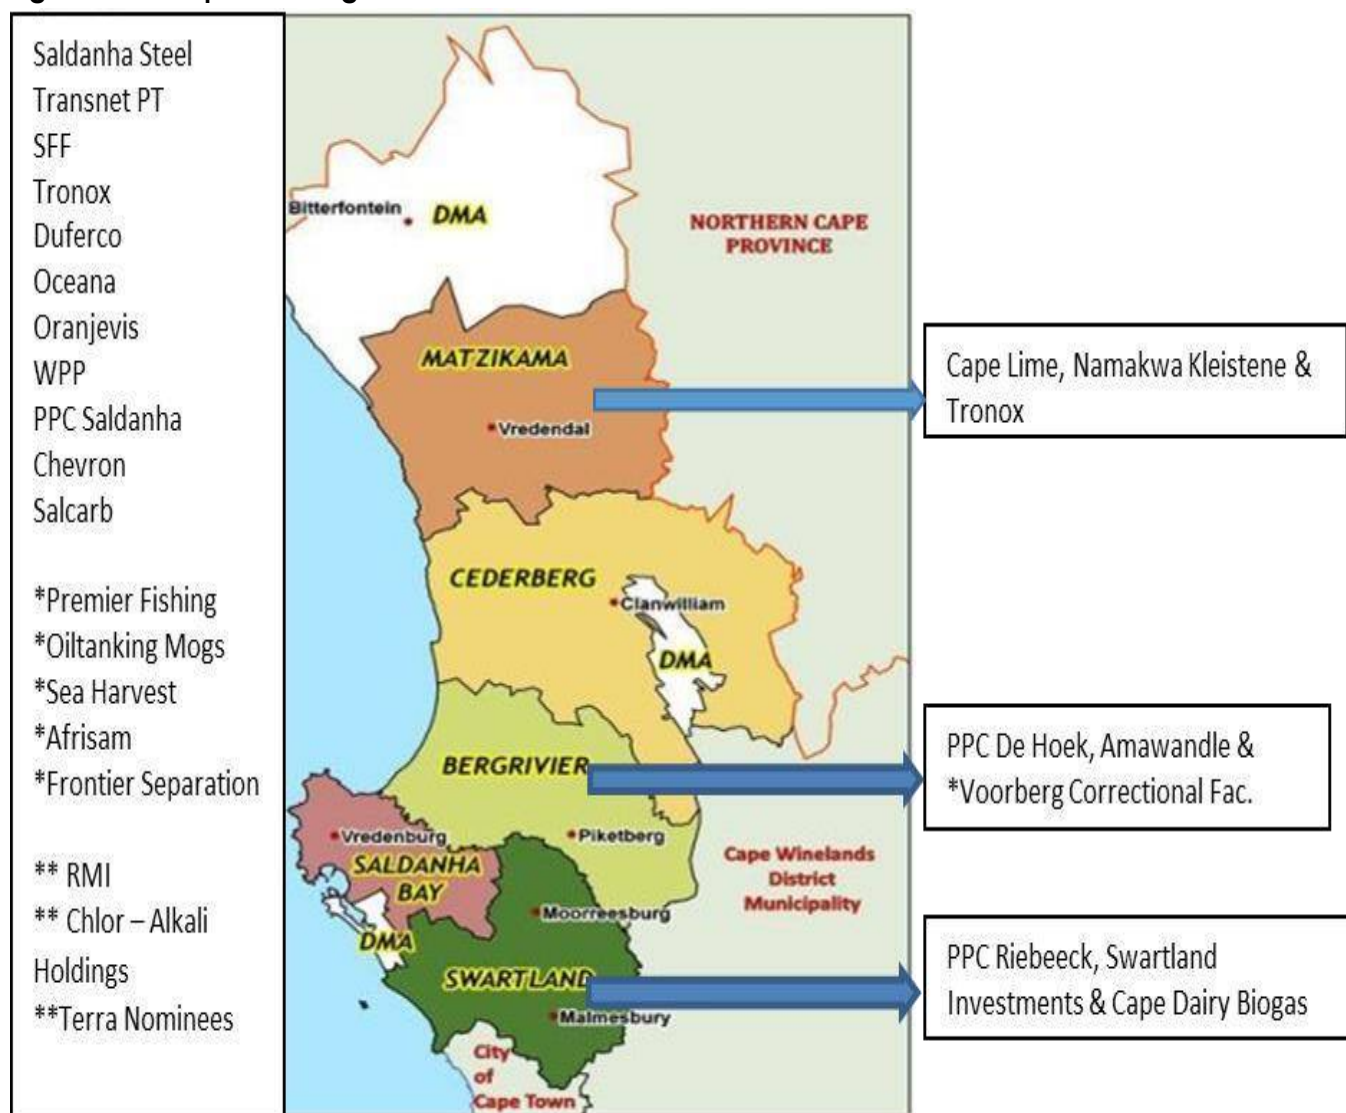 Saldanha Steel
Transnet PT
SFF
Tronox
Duferco
Oceana
Oranjevis
WPP
PPC Saldanha
Chevron
Salcarb
*Premier Fishing
*Oiltanking Mogs
*Sea Harvest
*Afrisam
*Frontier Separation
** RMI
** Chlor – Alkali
Holdings
**Terra Nominees
Bitterfontein
DMA
NORTHERN CAPE
PROVINCE
MATZIKAMA
Vredendal
Cape Lime, Namakwa Kleistene &
Tronox
CEDERBERG
Clanwilliam
DMA
BERGRIVIER
PPC De Hoek, Amawandle &
*Voorberg Correctional Fac.
Vredenburg
Piketberg
SALDANHA
BAY
Cape Winelands
District
Municipality
Moorreesburg
DMA
SWARTLAND
PPC Riebeeck, Swartland
Investments & Cape Dairy Biogas
Malmesbury
City
of
Cape Town